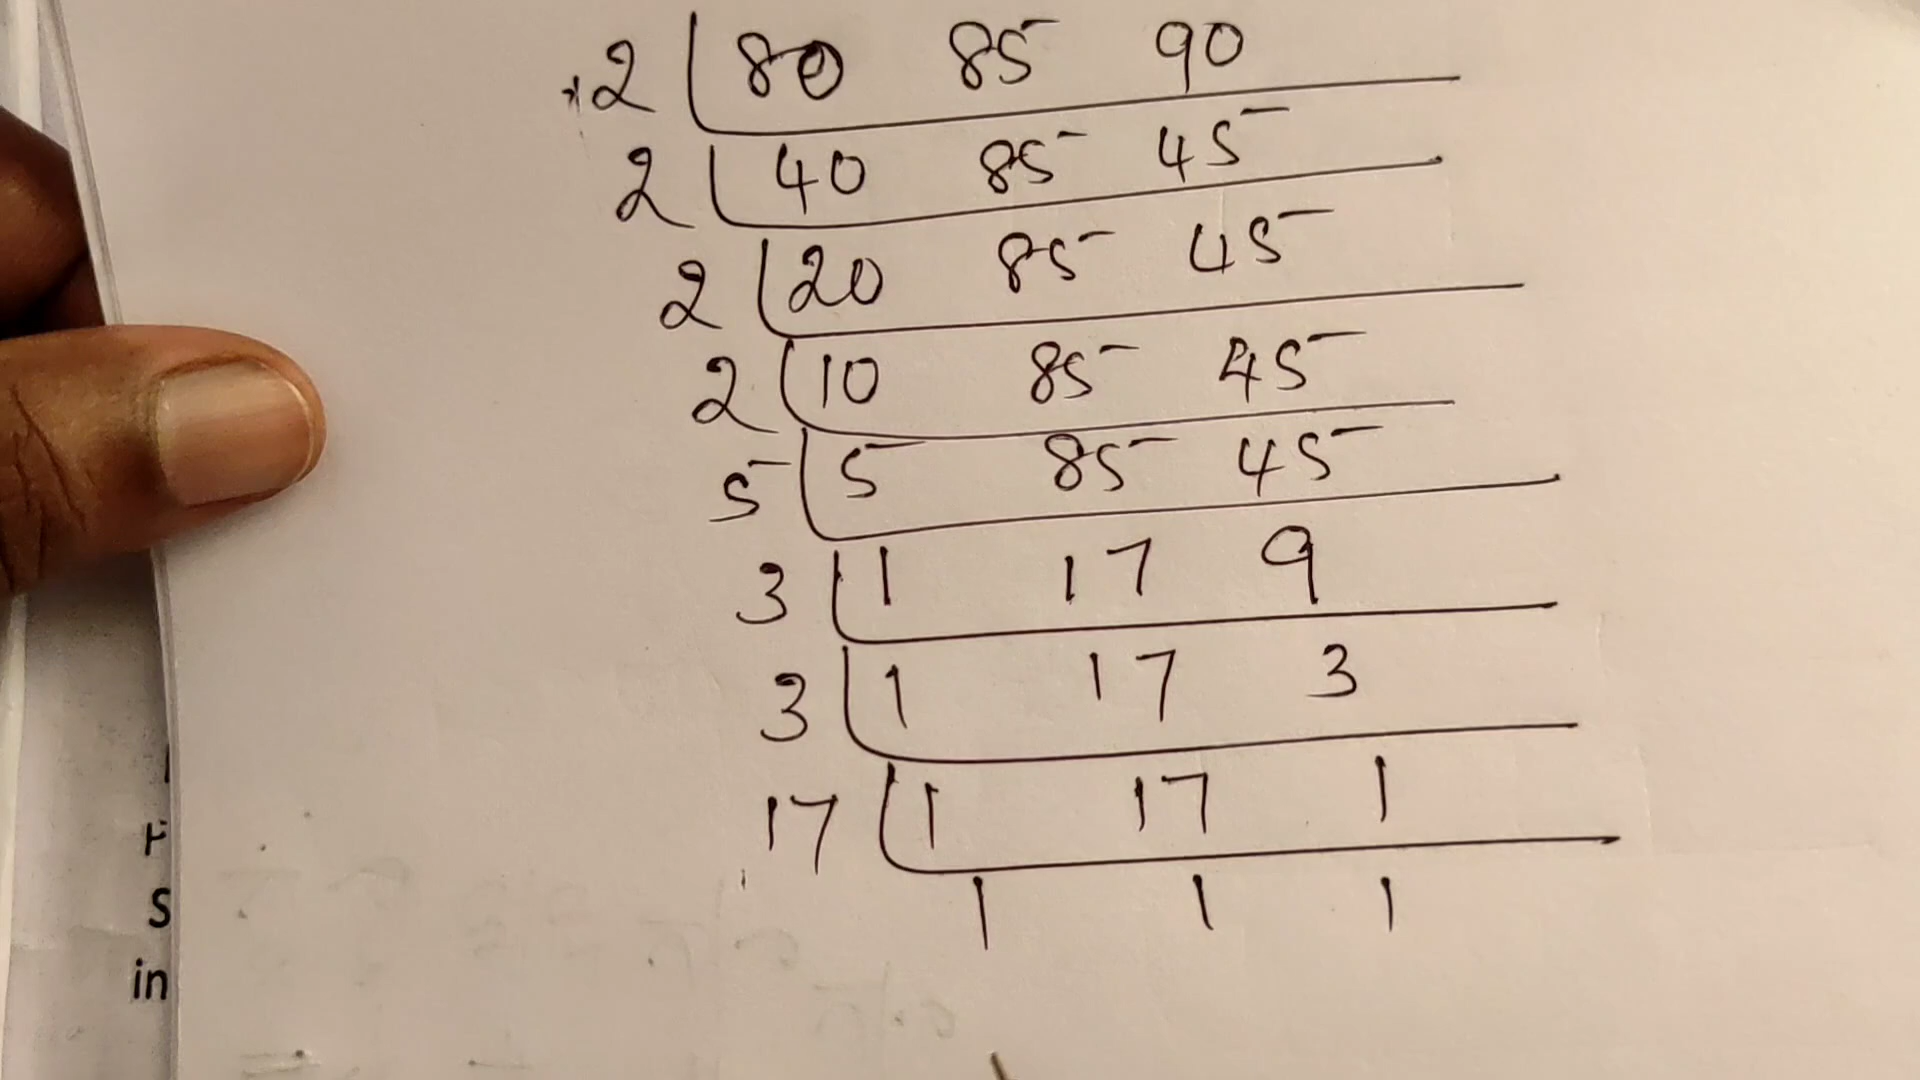 2 80 85 90
2 40 85 45
2 20 85 45
2 10 85 45
5 5 85 45
3 1 17 9
3 1 17 3
17 1 17 1
1 1 1
S
in